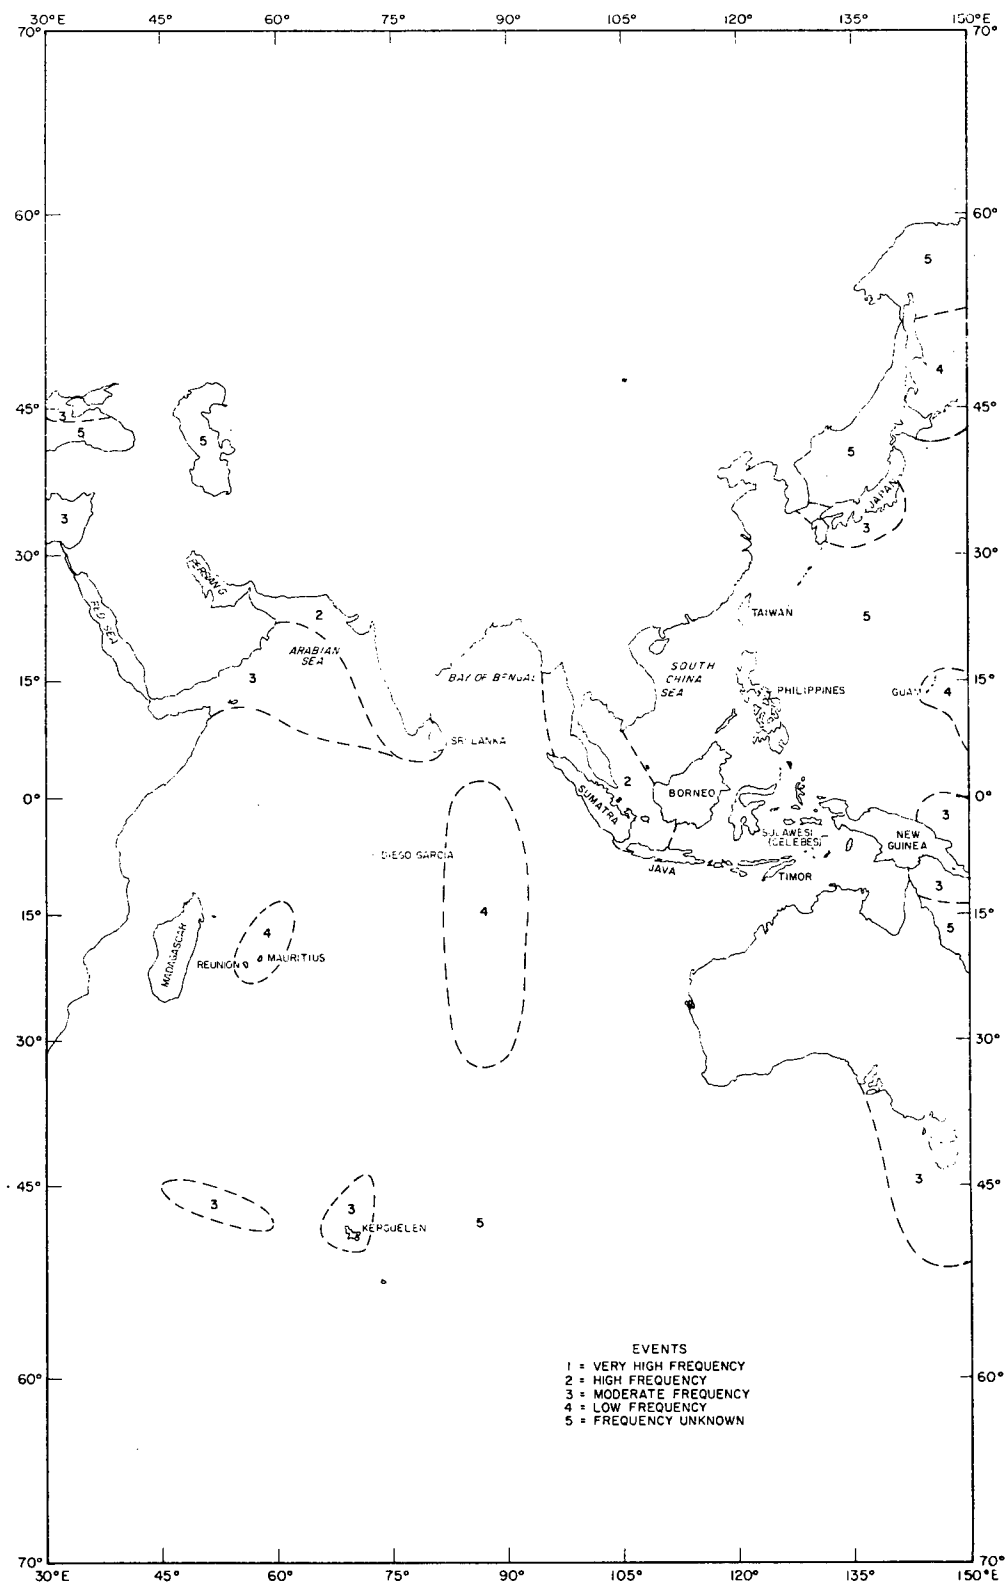 30°E 45° 60° 75° 90° 105° 120° 135° 150°E
70° 70°
60° 60°
5
4
45° 45°
3
5 5 5
JAPAN
3 3
30° 30°
RED SEA
2 TAIWAN 5
ARABIAN
SEA
SOUTH
CHINA
SEA
BAY OF BENGAL
15° 3 15°
PHILIPPINES GUAM 4
SRI LANKA
2
0° SUMATRA BORNEO 0°
3
SULAWESI
(CELEBES)
NEW
GUINEA
DIEGO GARCIA
JAVA TIMOR
3
15° 4 15°
4 5
MADAGASCAR
REUNION MAURITIUS
30° 30°
45° 3 45°
3 3
KERGUELEN 5
EVENTS
1 = VERY HIGH FREQUENCY
2 = HIGH FREQUENCY
3 = MODERATE FREQUENCY
4 = LOW FREQUENCY
5 = FREQUENCY UNKNOWN
60° 60°
70° 70°
30°E 45° 60° 75° 90° 105° 120° 135° 150°E